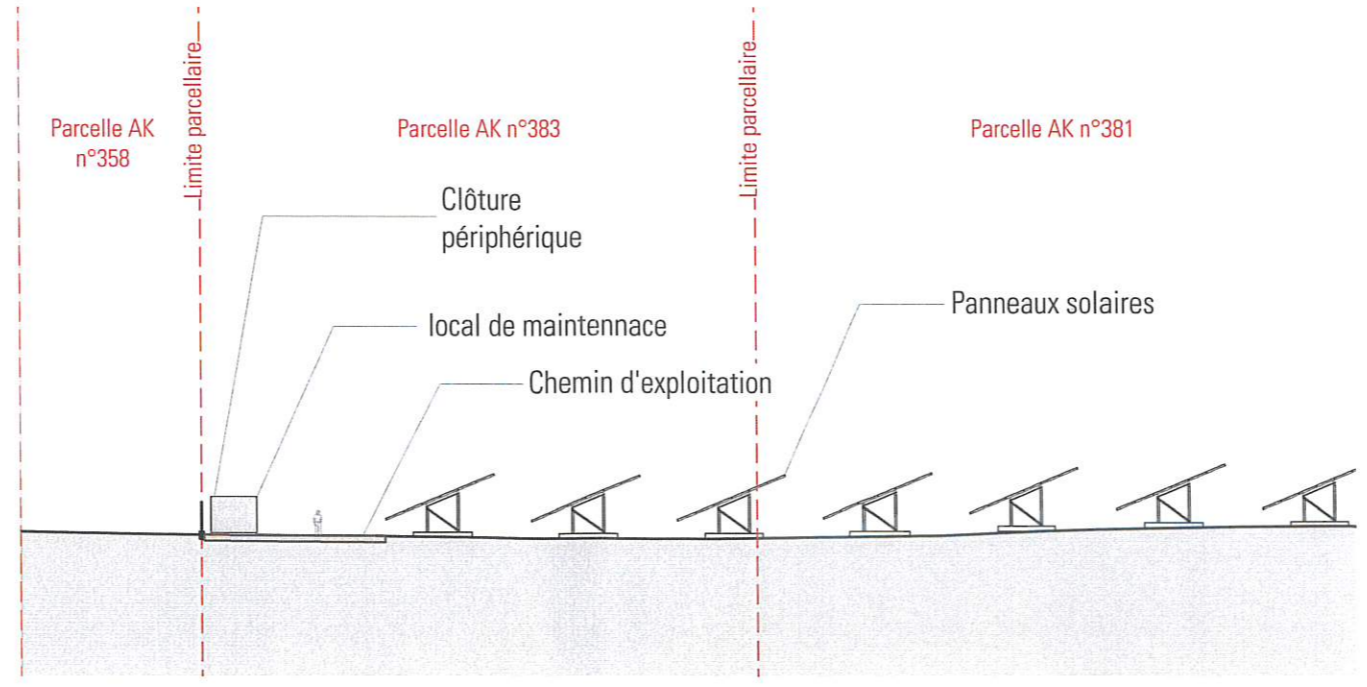 Parcelle AK
n°358
Limite parcellaire
Parcelle AK n°383
Limite parcellaire
Parcelle AK n°381
Clôture
périphérique
local de maintennace
Chemin d'exploitation
Panneaux solaires